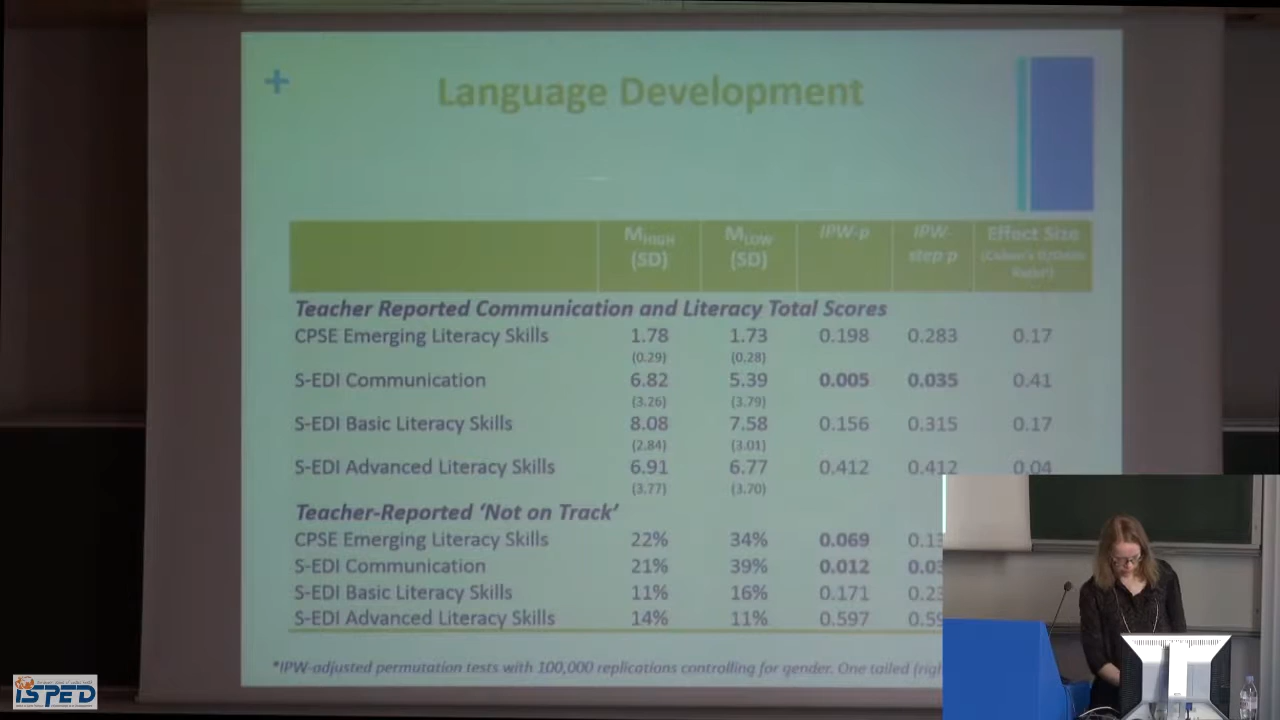 +
Language Development
M_HIGH (SD) M_LOW (SD) IPW-p IPW-step p Effect Size (Cohen's D/Odds Ratio)
Teacher Reported Communication and Literacy Total Scores
CPSE Emerging Literacy Skills 1.78 1.73 0.198 0.283 0.17
(0.29) (0.28)
S-EDI Communication 6.82 5.39 0.005 0.035 0.41
(3.26) (3.79)
S-EDI Basic Literacy Skills 8.08 7.58 0.156 0.315 0.17
(2.84) (3.01)
S-EDI Advanced Literacy Skills 6.91 6.77 0.412 0.412 0.04
(3.77) (3.70)
Teacher-Reported 'Not on Track'
CPSE Emerging Literacy Skills 22% 34% 0.069
S-EDI Communication 21% 39% 0.012
S-EDI Basic Literacy Skills 11% 16% 0.171
S-EDI Advanced Literacy Skills 14% 11% 0.597
*IPW-adjusted permutation tests with 100,000 replications controlling for gender. One tailed
ISPED